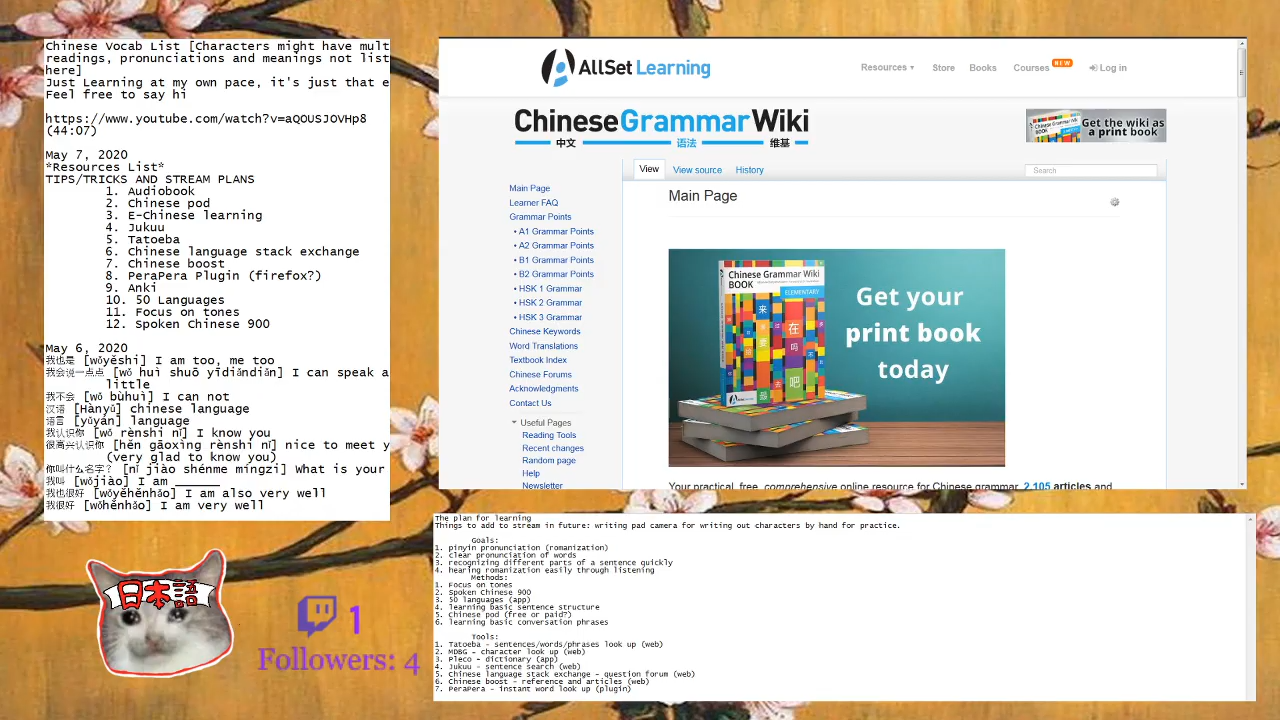 Chinese Vocab List [Characters might have mult
readings, pronunciations and meanings not list
here]
Just Learning at my own pace, it's just that e
Feel free to say hi
https://www.youtube.com/watch?v=aQOUSJOVHp8
(44:07)
May 7, 2020
*Resources List*
TIPS/TRICKS AND STREAM PLANS
1. Audiobook
2. Chinese pod
3. E-Chinese learning
4. Jukuu
5. Tatoeba
6. Chinese language stack exchange
7. Chinese boost
8. PeraPera Plugin (firefox?)
9. Anki
10. 50 Languages
11. Focus on tones
12. Spoken Chinese 900
May 6, 2020
我也是 [wǒyěshì] I am too, me too
我会说一点点 [wǒ huì shuō yīdiǎndiǎn] I can speak a
little
我不会 [wǒ bùhuì] I can not
汉语 [Hànyǔ] chinese language
语言 [yǔyán] language
我认识你 [wǒ rènshi nǐ] I know you
很高兴认识你 [hěn gāoxìng rènshi nǐ] nice to meet y
(very glad to know you)
你叫什么名字？ [nǐ jiào shénme míngzì] What is your
我叫 [wǒjiào] I am ______
我也很好 [wǒyěhěnhǎo] I am also very well
我很好 [wǒhěnhǎo] I am very well
AllSet Learning
Resources ▾ Store Books Courses NEW Log in
ChineseGrammarWiki
中文 语法 维基
Get the wiki as
a print book
View View source History Search
Main Page
Learner FAQ
Grammar Points
• A1 Grammar Points
• A2 Grammar Points
• B1 Grammar Points
• B2 Grammar Points
• HSK 1 Grammar
• HSK 2 Grammar
• HSK 3 Grammar
Chinese Keywords
Word Translations
Textbook Index
Chinese Forums
Acknowledgments
Contact Us
Useful Pages
Reading Tools
Recent changes
Random page
Help
Newsletter
Main Page
Chinese Grammar Wiki
BOOK
ELEMENTARY
来
在
吗
吧
Get your
print book
today
Your practical, free, comprehensive online resource for Chinese grammar. 2,105 articles and
The plan for learning
Things to add to stream in future: writing pad camera for writing out characters by hand for practice.
Goals:
1. pinyin pronunciation (romanization)
2. clear pronunciation of words
3. recognizing different parts of a sentence quickly
4. hearing romanization easily through listening
Methods:
1. Focus on tones
2. Spoken Chinese 900
3. 50 languages (app)
4. learning basic sentence structure
5. Chinese pod (free or paid?)
6. learning basic conversation phrases
Tools:
1. Tatoeba - sentences/words/phrases look up (web)
2. MDBG - character look up (web)
3. Pleco - dictionary (app)
4. Jukuu - sentence search (web)
5. Chinese language stack exchange - question forum (web)
6. Chinese boost - reference and articles (web)
7. PeraPera - instant word look up (plugin)
日本語
1
Followers: 4